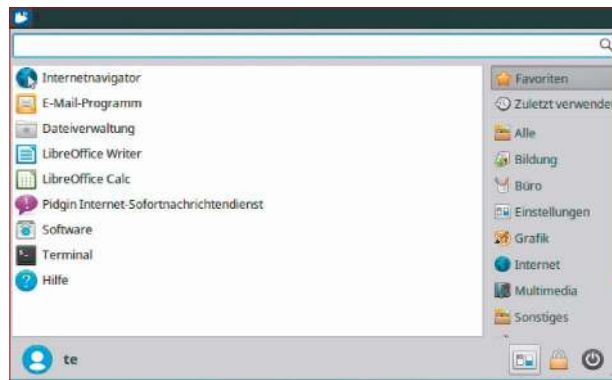 Internetnavigator
E-Mail-Programm
Dateiverwaltung
LibreOffice Writer
LibreOffice Calc
Pidgin Internet-Sofortnachrichtendienst
Software
Terminal
Hilfe
Favoriten
Zuletzt verwendet
Alle
Bildung
Büro
Einstellungen
Grafik
Internet
Multimedia
Sonstiges
te